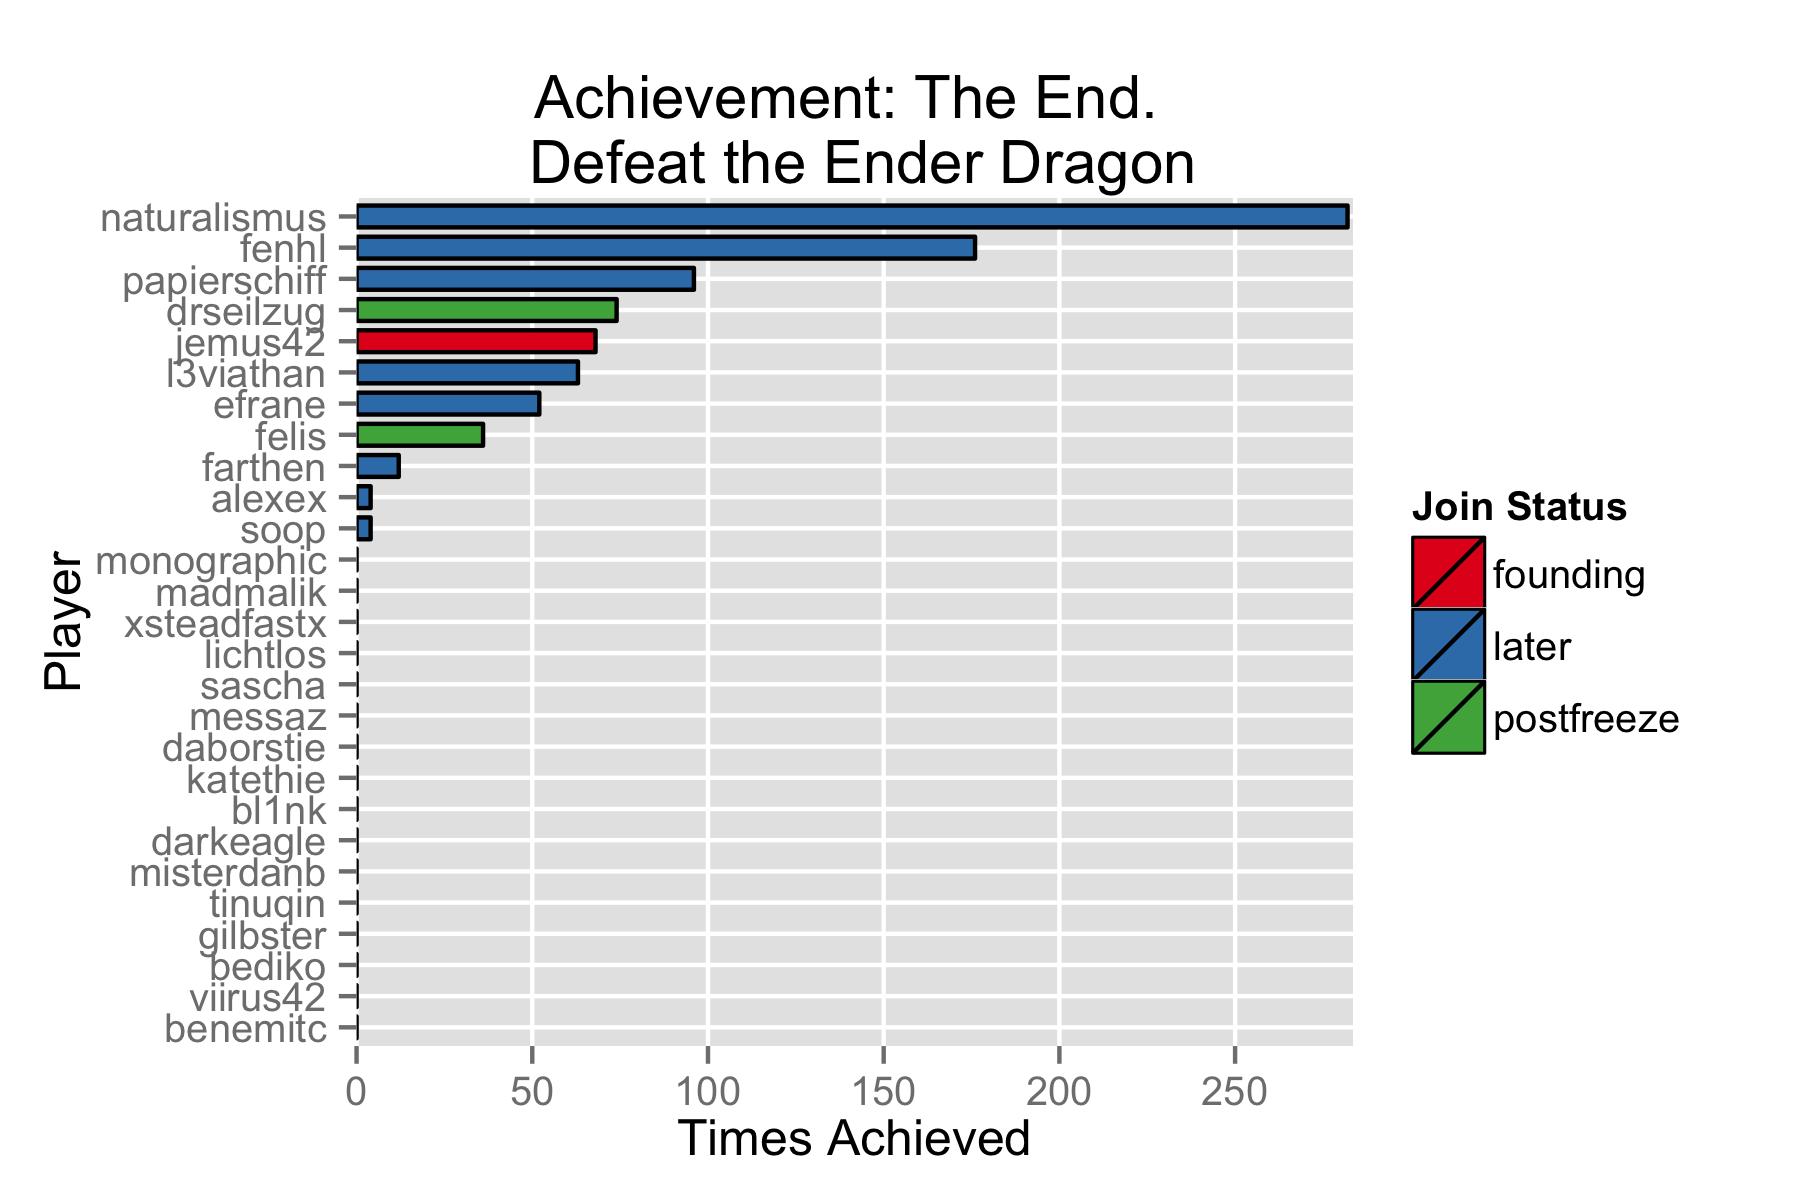 Achievement: The End.
Defeat the Ender Dragon
Player
naturalismus
fenhl
papierschiff
drseilzug
jemus42
l3viathan
efrane
felis
farthen
alexex
soop
monographic
madmalik
xsteadfastx
lichtlos
sascha
messaz
daborstie
katethie
bl1nk
darkeagle
misterdanb
tinuqin
gilbster
bediko
viirus42
benemitc
0 50 100 150 200 250
Times Achieved
Join Status
founding
later
postfreeze